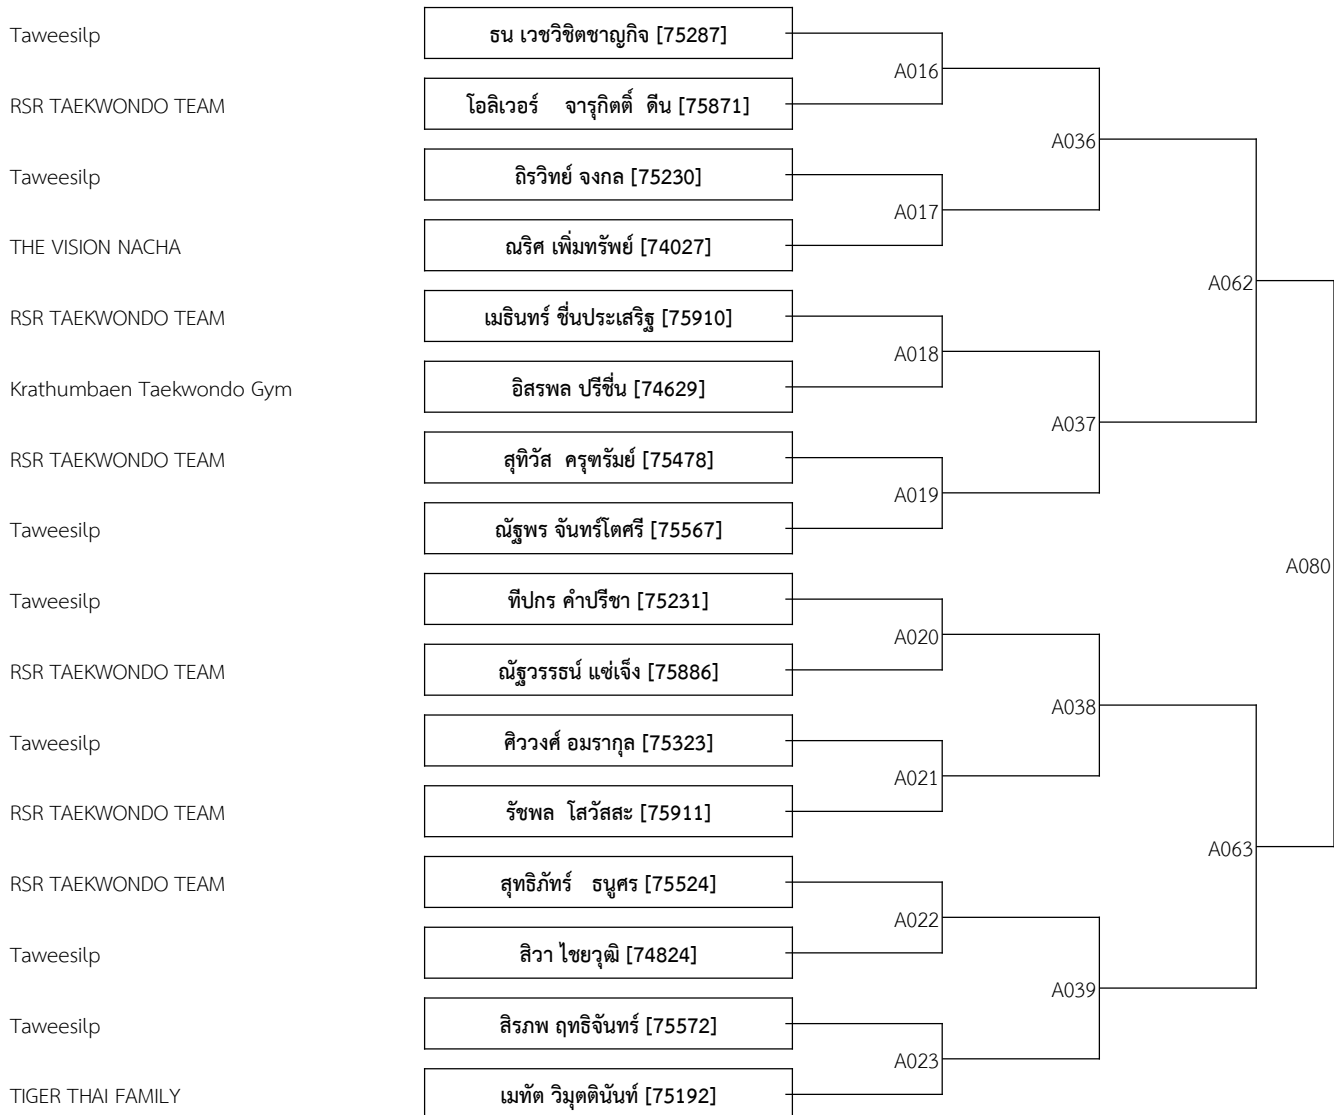 Taweesilp ธน เวชวิชิตชาญกิจ [75287]
A016
RSR TAEKWONDO TEAM โอลิเวอร์ จารุกิตติ์ ดีน [75871]
A036
Taweesilp ถิรวิทย์ จงกล [75230]
A017
THE VISION NACHA ณริศ เพิ่มทรัพย์ [74027]
A062
RSR TAEKWONDO TEAM เมธินทร์ ชื่นประเสริฐ [75910]
A018
Krathumbaen Taekwondo Gym อิสรพล ปรีชื่น [74629]
A037
RSR TAEKWONDO TEAM สุทิวัส ครุฑรัมย์ [75478]
A019
Taweesilp ณัฐพร จันทร์โตศรี [75567]
A080
Taweesilp ทีปกร คำปรีชา [75231]
A020
RSR TAEKWONDO TEAM ณัฐวรรธน์ แซ่เจ็ง [75886]
A038
Taweesilp ศิววงศ์ อมรากุล [75323]
A021
RSR TAEKWONDO TEAM รัชพล โสวัสสะ [75911]
A063
RSR TAEKWONDO TEAM สุทธิภัทร์ ธนูศร [75524]
A022
Taweesilp สิวา ไชยวุฒิ [74824]
A039
Taweesilp สิรภพ ฤทธิจันทร์ [75572]
A023
TIGER THAI FAMILY เมทัต วิมุตตินันท์ [75192]